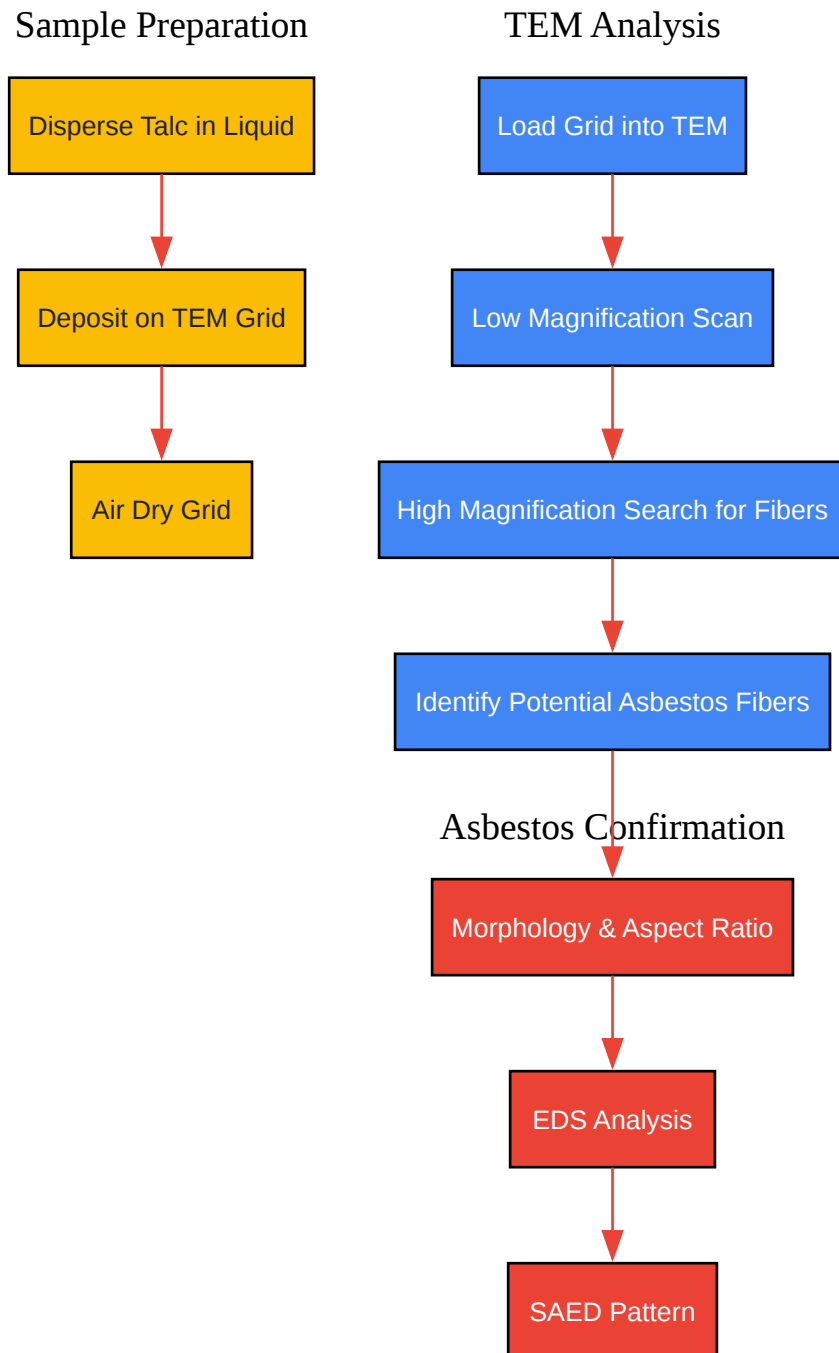 Sample Preparation
Disperse Talc in Liquid
Deposit on TEM Grid
Air Dry Grid
TEM Analysis
Load Grid into TEM
Low Magnification Scan
High Magnification Search for Fibers
Identify Potential Asbestos Fibers
Asbestos Confirmation
Morphology & Aspect Ratio
EDS Analysis
SAED Pattern